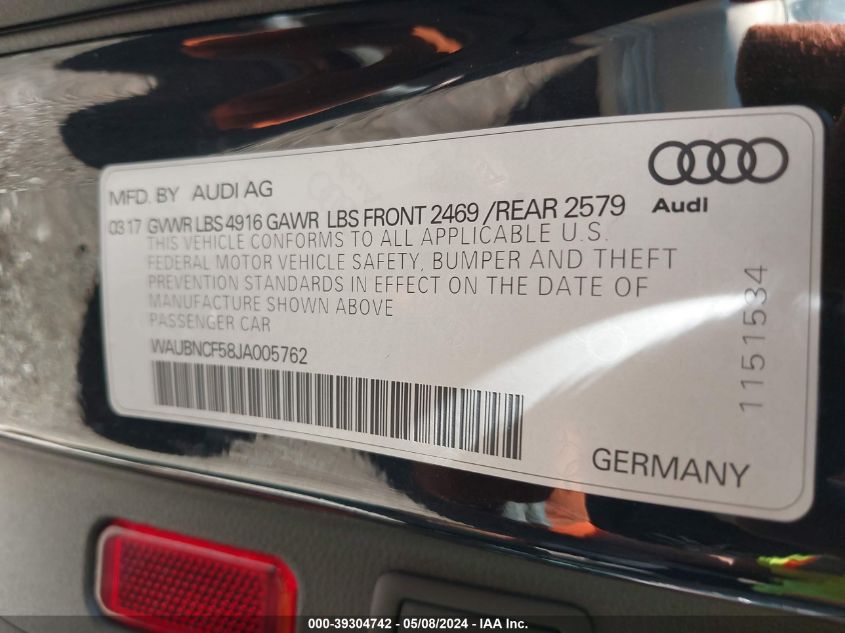 MFD. BY AUDI AG
Audi
0317 GVWR LBS 4916 GAWR LBS FRONT 2469 /REAR 2579
THIS VEHICLE CONFORMS TO ALL APPLICABLE U.S.
FEDERAL MOTOR VEHICLE SAFETY, BUMPER AND THEFT
PREVENTION STANDARDS IN EFFECT ON THE DATE OF
MANUFACTURE SHOWN ABOVE
PASSENGER CAR
WAUBNCF58JA005762
1151534
GERMANY
000-39304742 - 05/08/2024 - IAA Inc.